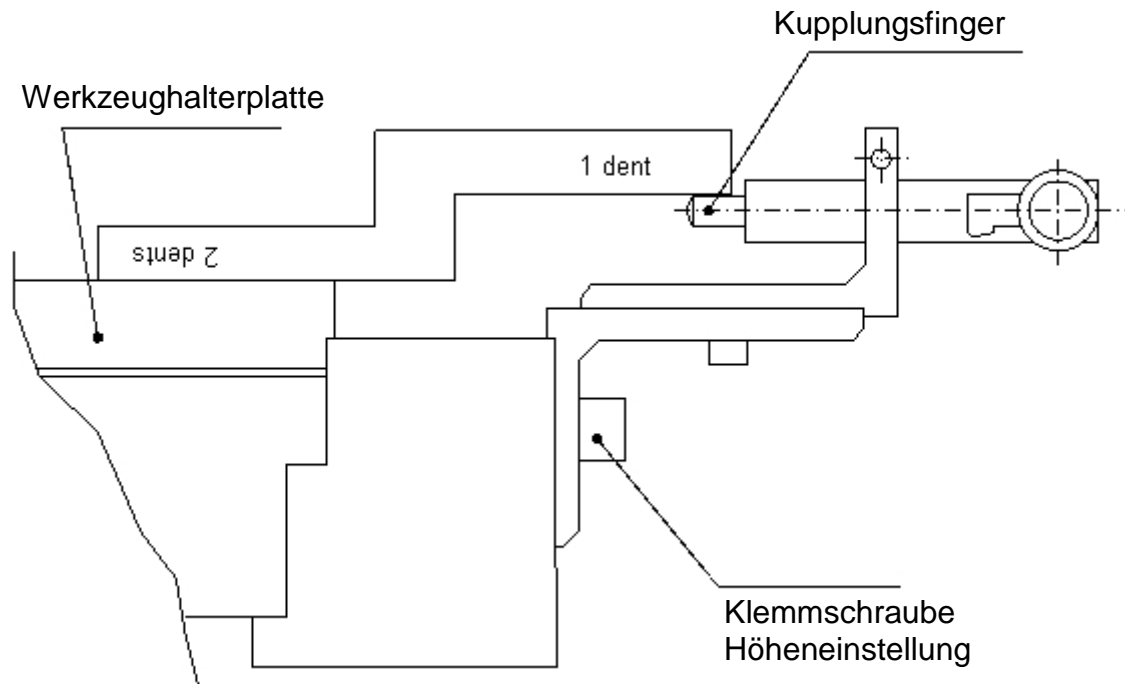 Kupplungsfinger
Werkzeughalterplatte
1 dent
2 dents
Klemmschraube
Höheneinstellung